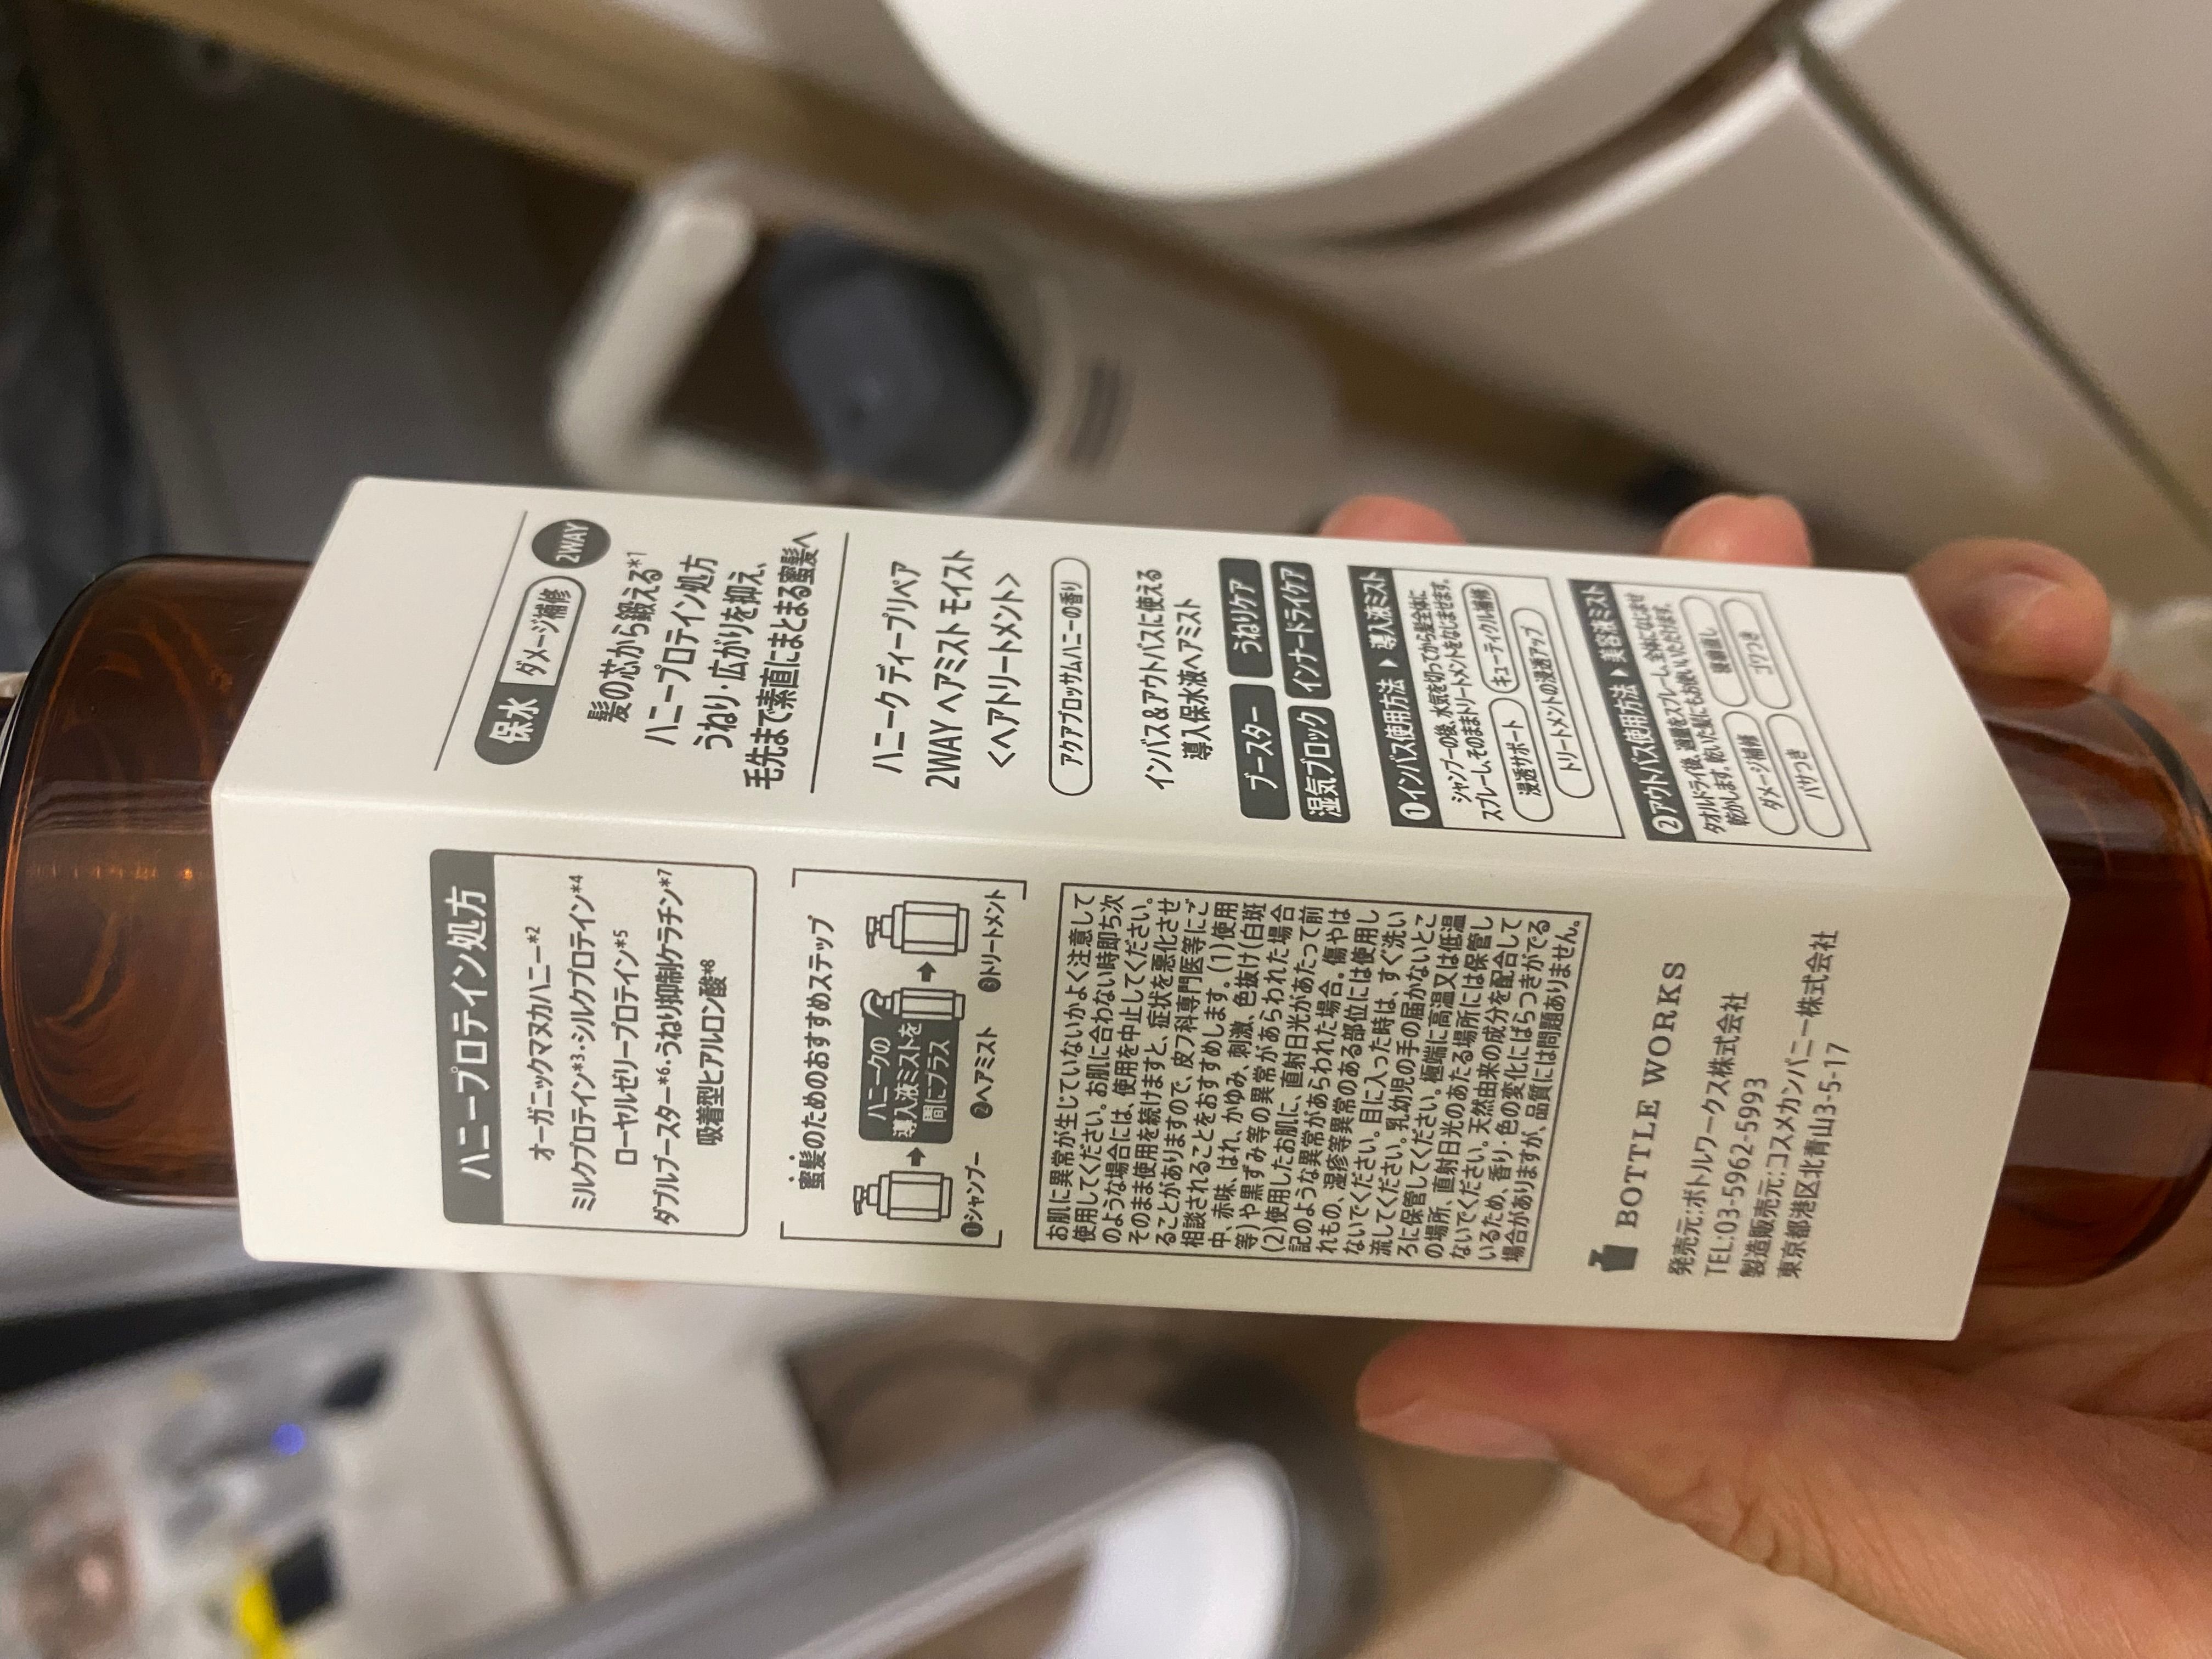 保水 ダメージ補修 2WAY
髪の芯から鍛える*1
ハニープロテイン処方
うねり・広がりを抑え、
毛先まで素直にまとまる蜜髪へ
ハニーク ディープリペア
2WAY ヘアミスト モイスト
<ヘアトリートメント>
アクアブロッサムハニーの香り
インバス&アウトバスに使える
導入保水液ヘアミスト
ブースター うねりケア
湿気ブロック インナードライケア
❶インバス使用方法 ▶ 導入液ミスト
シャンプーの後、水気を切ってから髪全体に
スプレーし、そのままトリートメントをなじませます。
浸透サポート キューティクル補修
トリートメントの浸透アップ
❷アウトバス使用方法 ▶ 美容液ミスト
タオルドライ後、適量をスプレーし、全体になじませ
乾かします。乾いた髪にもお使いいただけます。
ダメージ補修 寝癖直し
パサつき ゴワつき
ハニープロテイン処方
オーガニックマヌカハニー*2
ミルクプロテイン*3・シルクプロテイン*4
ローヤルゼリープロテイン*5
ダブルブースター*6・うねり抑制ケラチン*7
吸着型ヒアルロン酸*8
蜜髪のためのおすすめステップ
ハニークの
導入液ミストを
間にプラス
❶シャンプー ❷ヘアミスト ❸トリートメント
お肌に異常が生じていないかよく注意して
使用してください。お肌に合わない時即ち次
のような場合には、使用を中止してください。
そのまま使用を続けますと、症状を悪化させ
ることがありますので、皮フ科専門医等にご
相談されることをおすすめします。(1)使用
中、赤味、はれ、かゆみ、刺激、色抜け(白斑
等)や黒ずみ等の異常があらわれた場合
(2)使用したお肌に、直射日光があたって前
記のような異常があらわれた場合。傷やは
れもの、湿疹等異常のある部位には使用し
ないでください。目に入った時は、すぐ洗い
流してください。乳幼児の手の届かないとこ
ろに保管してください。極端に高温又は低温
の場所、直射日光のあたる場所には保管し
ないでください。天然由来の成分を配合して
いるため、香り・色の変化にばらつきがでる
場合がありますが、品質には問題ありません。
BOTTLE WORKS
発売元:ボトルワークス株式会社
TEL:03-5962-5993
製造販売元:コスメカンパニー株式会社
東京都港区北青山3-5-17